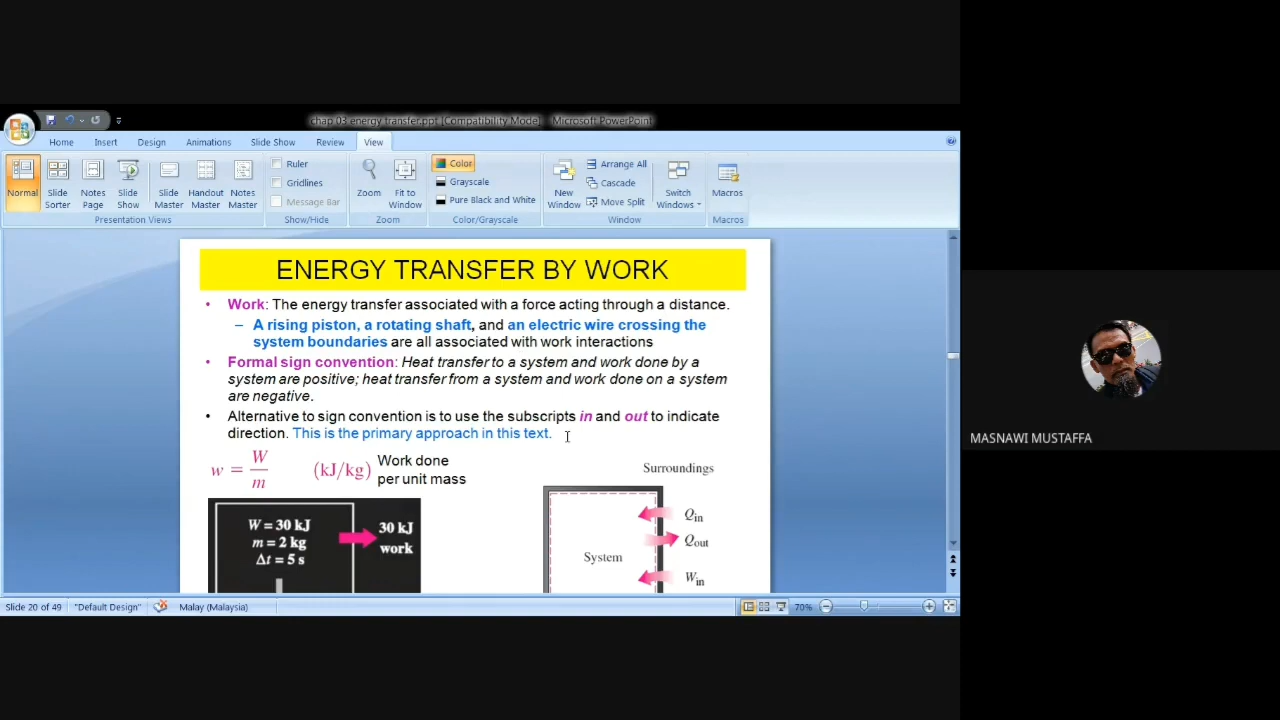 chap 03.energy transfer.ppt [Compatibility Mode] - Microsoft PowerPoint
Home Insert Design Animations Slide Show Review View
Ruler
Gridlines
Message Bar
Normal
Slide Sorter
Notes Page
Slide Show
Slide Master
Handout Master
Notes Master
Zoom
Fit to Window
Color
Grayscale
Pure Black and White
New Window
Arrange All
Cascade
Move Split
Switch Windows
Macros
Presentation Views Show/Hide Zoom Color/Grayscale Window Macros
ENERGY TRANSFER BY WORK
• Work: The energy transfer associated with a force acting through a distance.
– A rising piston, a rotating shaft, and an electric wire crossing the
system boundaries are all associated with work interactions
• Formal sign convention: Heat transfer to a system and work done by a
system are positive; heat transfer from a system and work done on a system
are negative.
• Alternative to sign convention is to use the subscripts in and out to indicate
direction. This is the primary approach in this text.
w = W/m (kJ/kg)
Work done
per unit mass
W = 30 kJ
m = 2 kg
Δt = 5 s
30 kJ
work
Surroundings
System
Qin
Qout
Win
Slide 20 of 49 "Default Design" Malay (Malaysia) 70%
MASNAWI MUSTAFFA